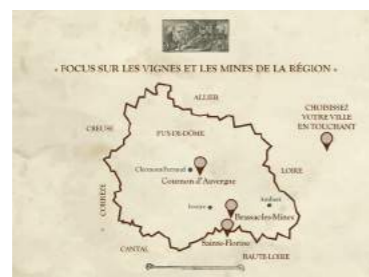 « FOCUS SUR LES VIGNES ET LES MINES DE LA RÉGION »
ALLIER
CHOISISSEZ
VOTRE VILLE
EN TOUCHANT
CREUSE
PUY-DE-DÔME
LOIRE
Clermont-Ferrand
Cournon d'Auvergne
CORRÈZE
Issoire
Ambert
Brassac-les-Mines
Sainte-Florine
CANTAL
HAUTE-LOIRE